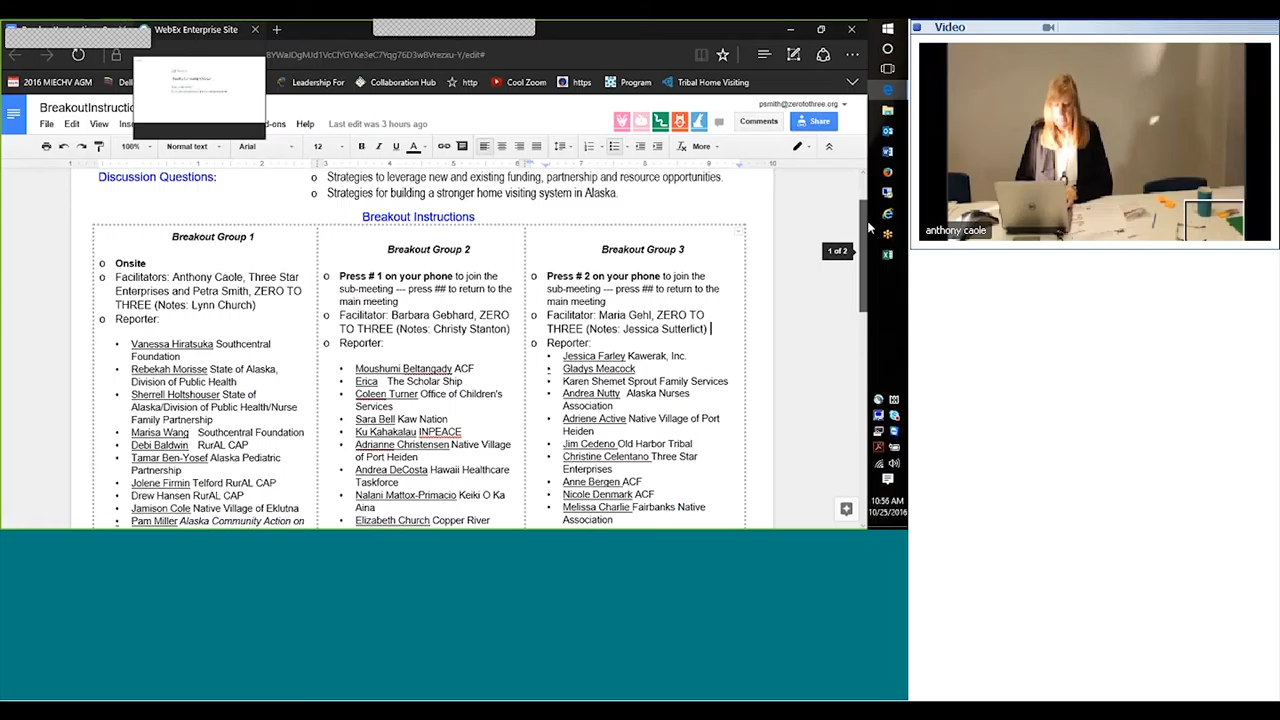 WebEx Enterprise Site
Video
2016 MIECHV AGM
Leadership For
Collaboration Hub
http
Cool Zoom
https
Tribal Home Visiting
BreakoutInstruc
psmith@zerotothree.org
File Edit View Ins
d-ons Help Last edit was 3 hours ago
Comments Share
100% Normal text Arial 12 More
Discussion Questions:
o Strategies to leverage new and existing funding, partnership and resource opportunities.
o Strategies for building a stronger home visiting system in Alaska.
Breakout Instructions
Breakout Group 1
o Onsite
o Facilitators: Anthony Caole, Three Star
Enterprises and Petra Smith, ZERO TO
THREE (Notes: Lynn Church)
o Reporter:
• Vanessa Hiratsuka Southcentral
Foundation
• Rebekah Morisse State of Alaska,
Division of Public Health
• Sherrell Holtshouser State of
Alaska/Division of Public Health/Nurse
Family Partnership
• Marisa Wang Southcentral Foundation
• Debi Baldwin RurAL CAP
• Tamar Ben-Yosef Alaska Pediatric
Partnership
• Jolene Firmin Telford RurAL CAP
• Drew Hansen RurAL CAP
• Jamison Cole Native Village of Eklutna
• Pam Miller Alaska Community Action on
Breakout Group 2
o Press # 1 on your phone to join the
sub-meeting --- press ## to return to the
main meeting
o Facilitator: Barbara Gebhard, ZERO
TO THREE (Notes: Christy Stanton)
o Reporter:
• Moushumi Beltangady ACF
• Erica The Scholar Ship
• Coleen Turner Office of Children's
Services
• Sara Bell Kaw Nation
• Ku Kahakalau INPEACE
• Adrianne Christensen Native Village
of Port Heiden
• Andrea DeCosta Hawaii Healthcare
Taskforce
• Nalani Mattox-Primacio Keiki O Ka
Aina
• Elizabeth Church Copper River
Breakout Group 3
o Press # 2 on your phone to join the
sub-meeting --- press ## to return to the
main meeting
o Facilitator: Maria Gehl, ZERO TO
THREE (Notes: Jessica Sutterlict)
o Reporter:
• Jessica Farley Kawerak, Inc.
• Gladys Meacock
• Karen Shemet Sprout Family Services
• Andrea Nutty Alaska Nurses
Association
• Adriene Active Native Village of Port
Heiden
• Jim Cedeno Old Harbor Tribal
• Christine Celentano Three Star
Enterprises
• Anne Bergen ACF
• Nicole Denmark ACF
• Melissa Charlie Fairbanks Native
Association
1 of 2
10:56 AM
10/25/2016
anthony caole